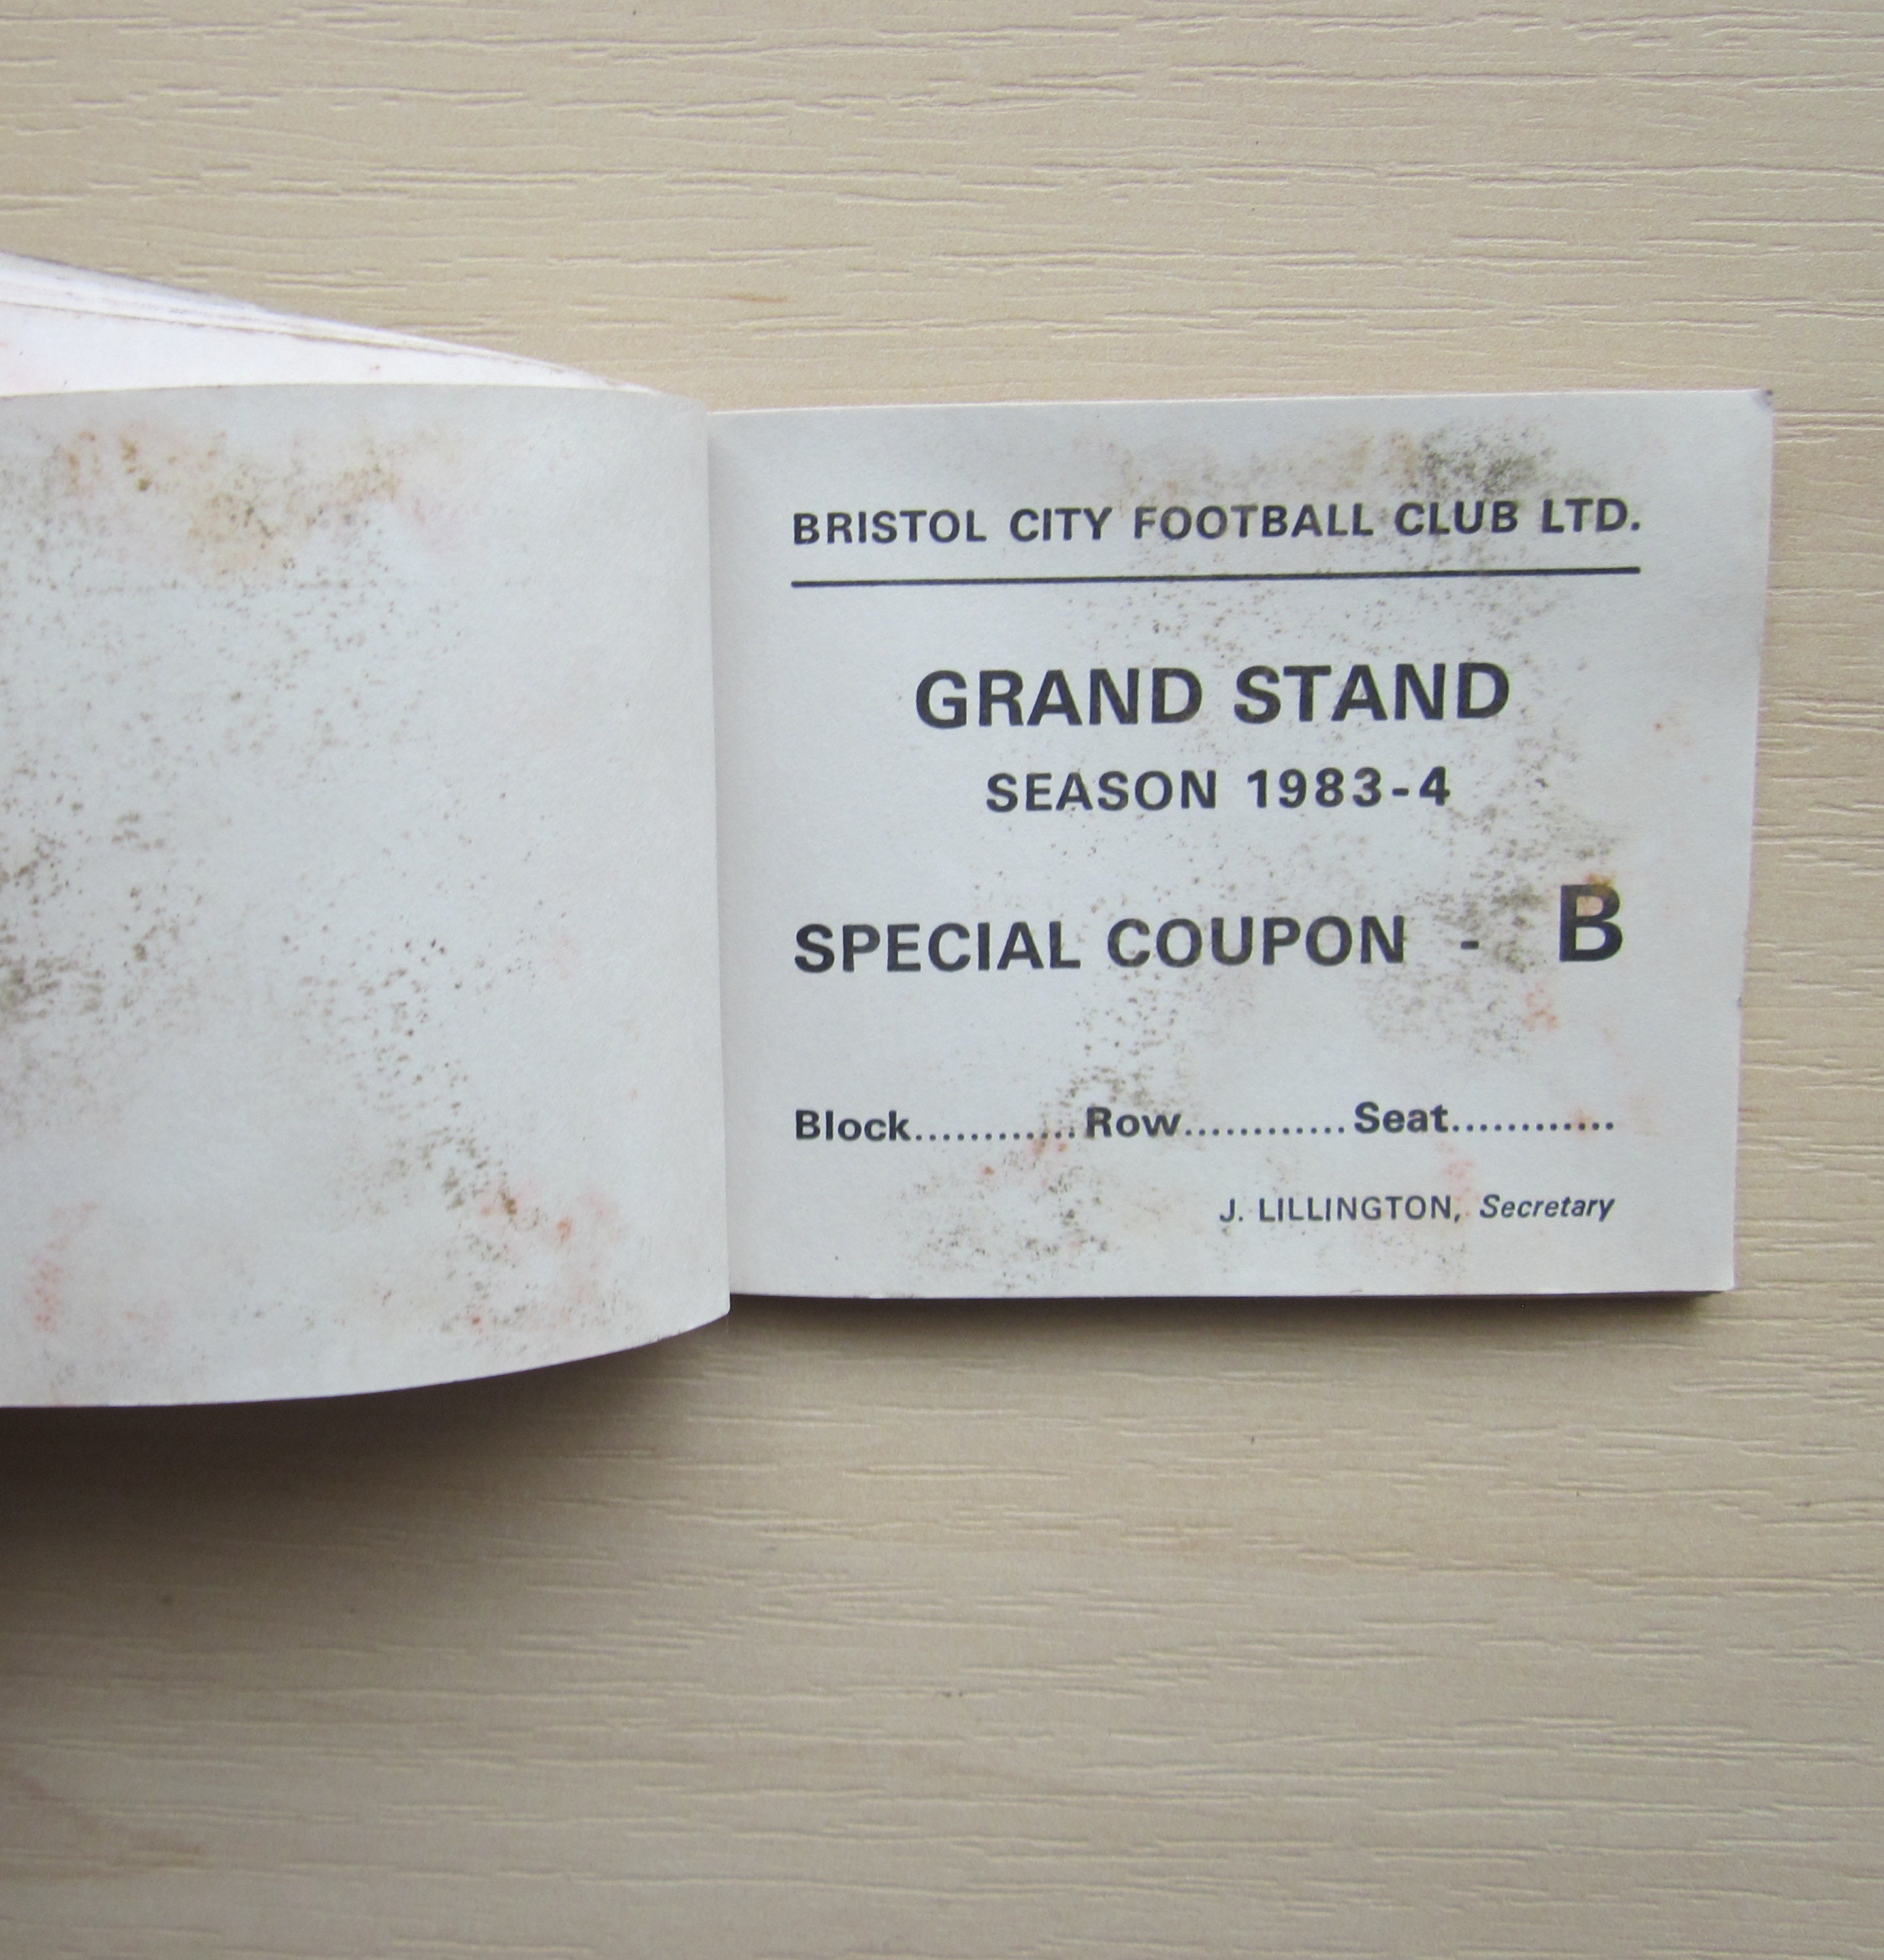 BRISTOL CITY FOOTBALL CLUB LTD.
GRAND STAND
SEASON 1983-4
SPECIAL COUPON - B
Block............Row............Seat............
J. LILLINGTON, Secretary